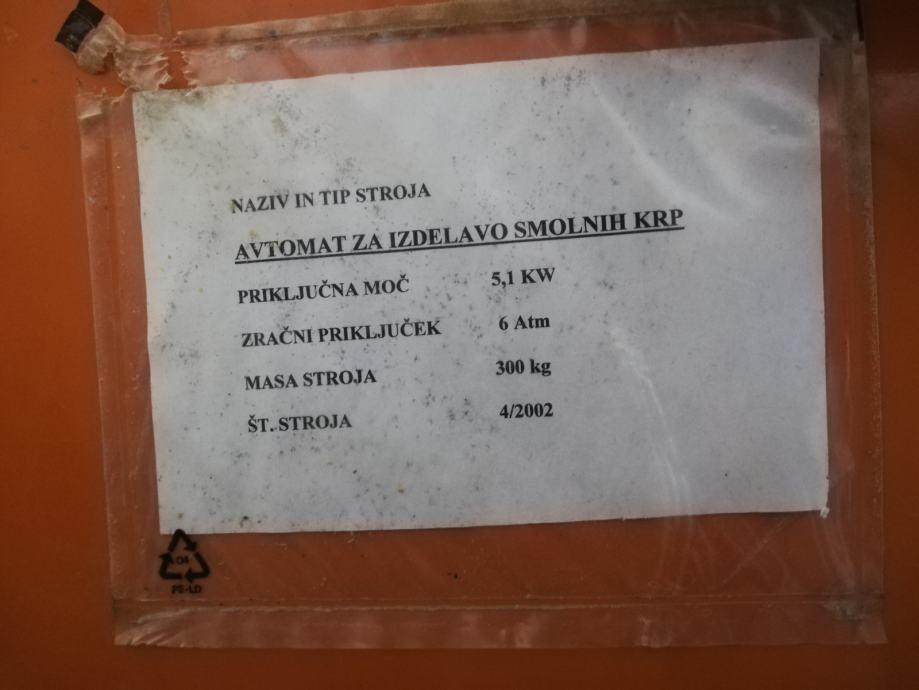 NAZIV IN TIP STROJA
AVTOMAT ZA IZDELAVO SMOLNIH KRP
PRIKLJUČNA MOČ 5,1 KW
ZRAČNI PRIKLJUČEK 6 Atm
MASA STROJA 300 kg
ŠT. STROJA 4/2002
04
PE-LD